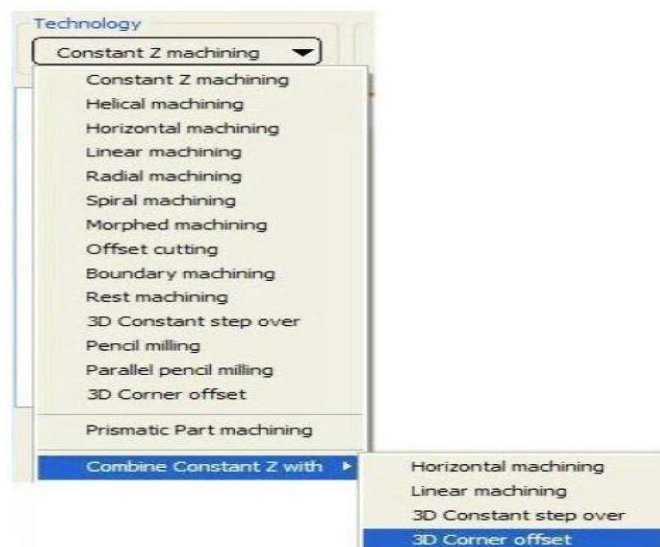 Technology
Constant Z machining
Constant Z machining
Helical machining
Horizontal machining
Linear machining
Radial machining
Spiral machining
Morphed machining
Offset cutting
Boundary machining
Rest machining
3D Constant step over
Pencil milling
Parallel pencil milling
3D Corner offset
Prismatic Part machining
Combine Constant Z with
Horizontal machining
Linear machining
3D Constant step over
3D Corner offset